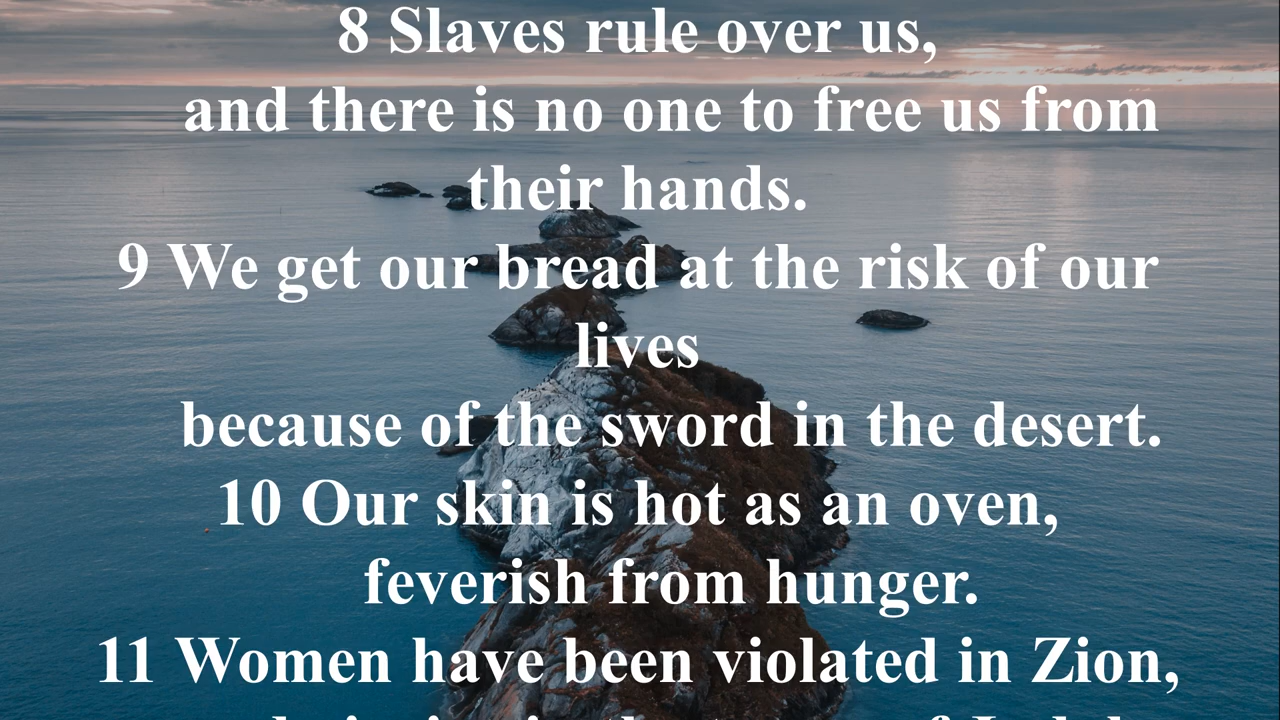 8 Slaves rule over us,
and there is no one to free us from
their hands.
9 We get our bread at the risk of our
lives
because of the sword in the desert.
10 Our skin is hot as an oven,
feverish from hunger.
11 Women have been violated in Zion,